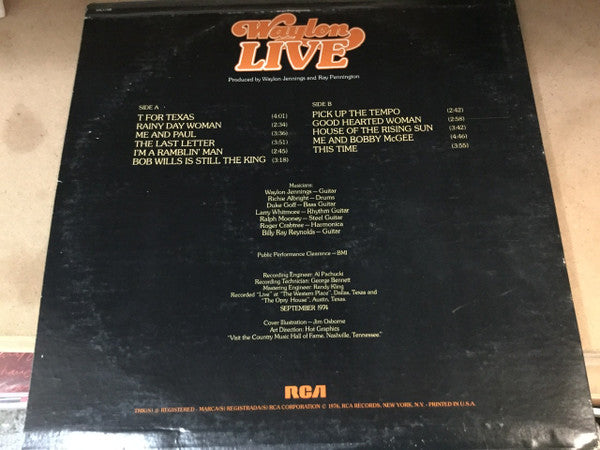 Waylon
LIVE
Produced by Waylon Jennings and Ray Pennington
SIDE A
T FOR TEXAS (4:01)
RAINY DAY WOMAN (2:34)
ME AND PAUL (3:36)
THE LAST LETTER (3:51)
I'M A RAMBLIN' MAN (2:45)
BOB WILLS IS STILL THE KING (3:18)
SIDE B
PICK UP THE TEMPO (2:42)
GOOD HEARTED WOMAN (2:58)
HOUSE OF THE RISING SUN (3:42)
ME AND BOBBY McGEE (4:46)
THIS TIME (3:55)
Musicians:
Waylon Jennings—Guitar
Richie Albright—Drums
Duke Goff—Bass Guitar
Larry Whitmore—Rhythm Guitar
Ralph Mooney—Steel Guitar
Roger Crabtree—Harmonica
Billy Ray Reynolds—Guitar
Public Performance Clearance—BMI
Recording Engineer: Al Pachucki
Recording Technician: George Bennett
Mastering Engineer: Randy Kling
Recorded "Live" at "The Western Place", Dallas, Texas and
"The Opry House", Austin, Texas.
SEPTEMBER 1974
Cover Illustration—Jim Osborne
Art Direction: Hot Graphics
"Visit the Country Music Hall of Fame, Nashville, Tennessee."
RCA
TMK(S) ® REGISTERED • MARCA(S) REGISTRADA(S) RCA CORPORATION © 1976, RCA RECORDS, NEW YORK, N.Y. • PRINTED IN U.S.A.